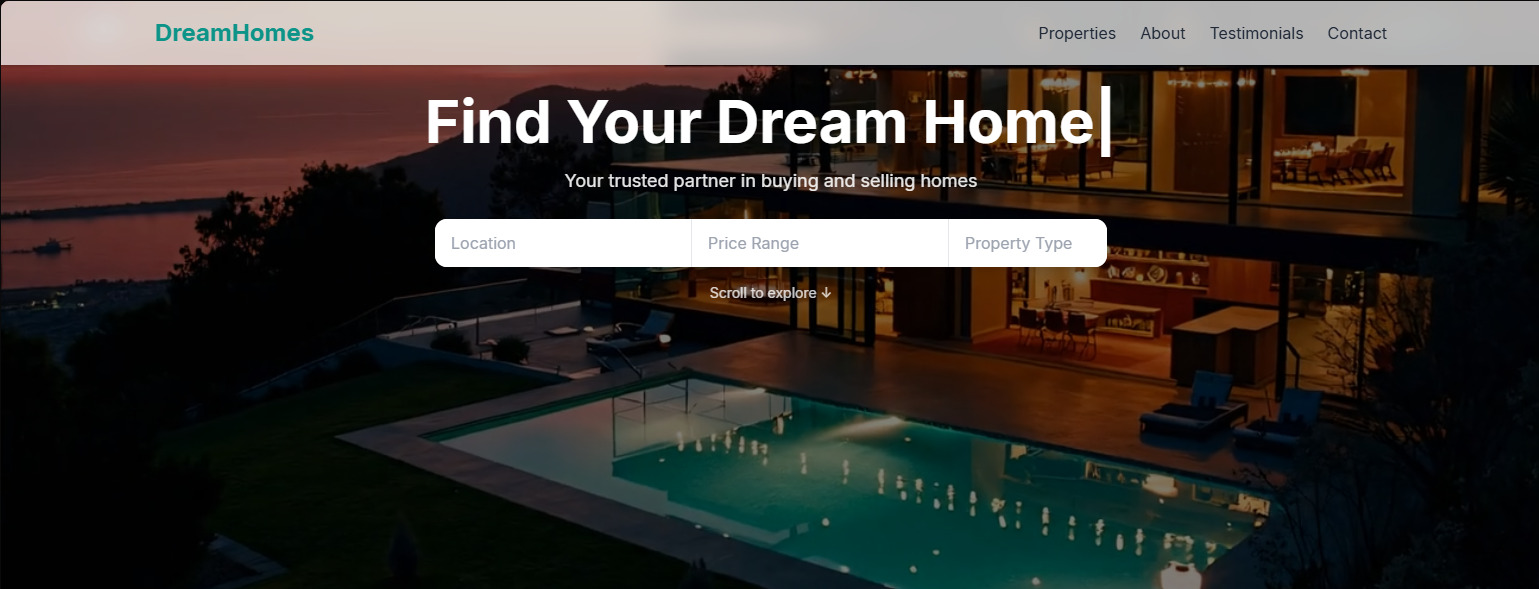 DreamHomes Properties About Testimonials Contact
Find Your Dream Home|
Your trusted partner in buying and selling homes
Location Price Range Property Type
Scroll to explore ↓